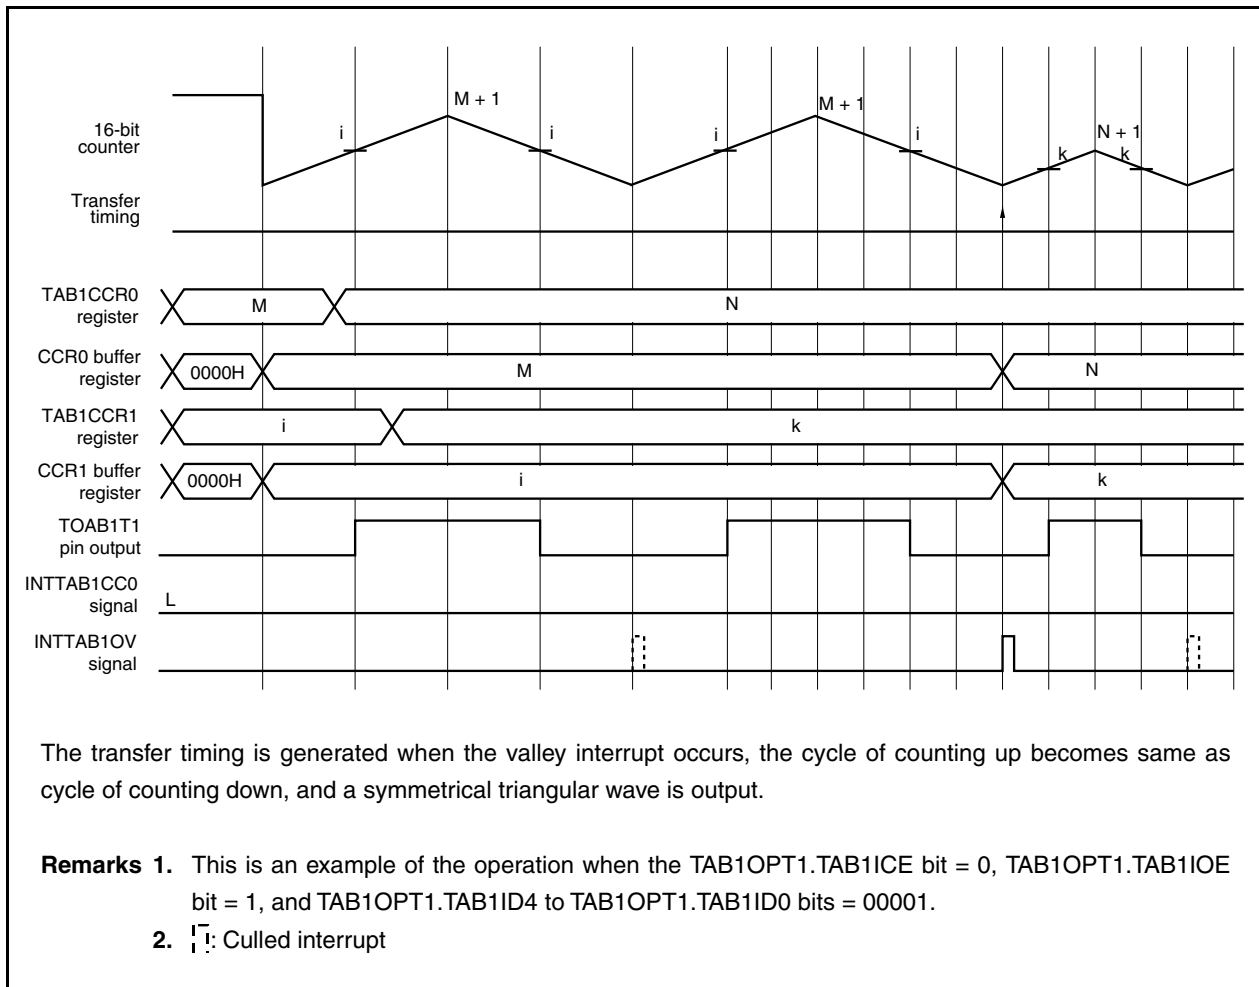 M + 1
M + 1
N + 1
i
i
i
i
k
k
16-bit
counter
Transfer
timing
TAB1CCR0
register
M
N
CCR0 buffer
register
0000H
M
N
TAB1CCR1
register
i
k
CCR1 buffer
register
0000H
i
k
TOAB1T1
pin output
INTTAB1CC0
signal
L
INTTAB1OV
signal
The transfer timing is generated when the valley interrupt occurs, the cycle of counting up becomes same as
cycle of counting down, and a symmetrical triangular wave is output.
Remarks 1. This is an example of the operation when the TAB1OPT1.TAB1ICE bit = 0, TAB1OPT1.TAB1IOE
bit = 1, and TAB1OPT1.TAB1ID4 to TAB1OPT1.TAB1ID0 bits = 00001.
2. : Culled interrupt